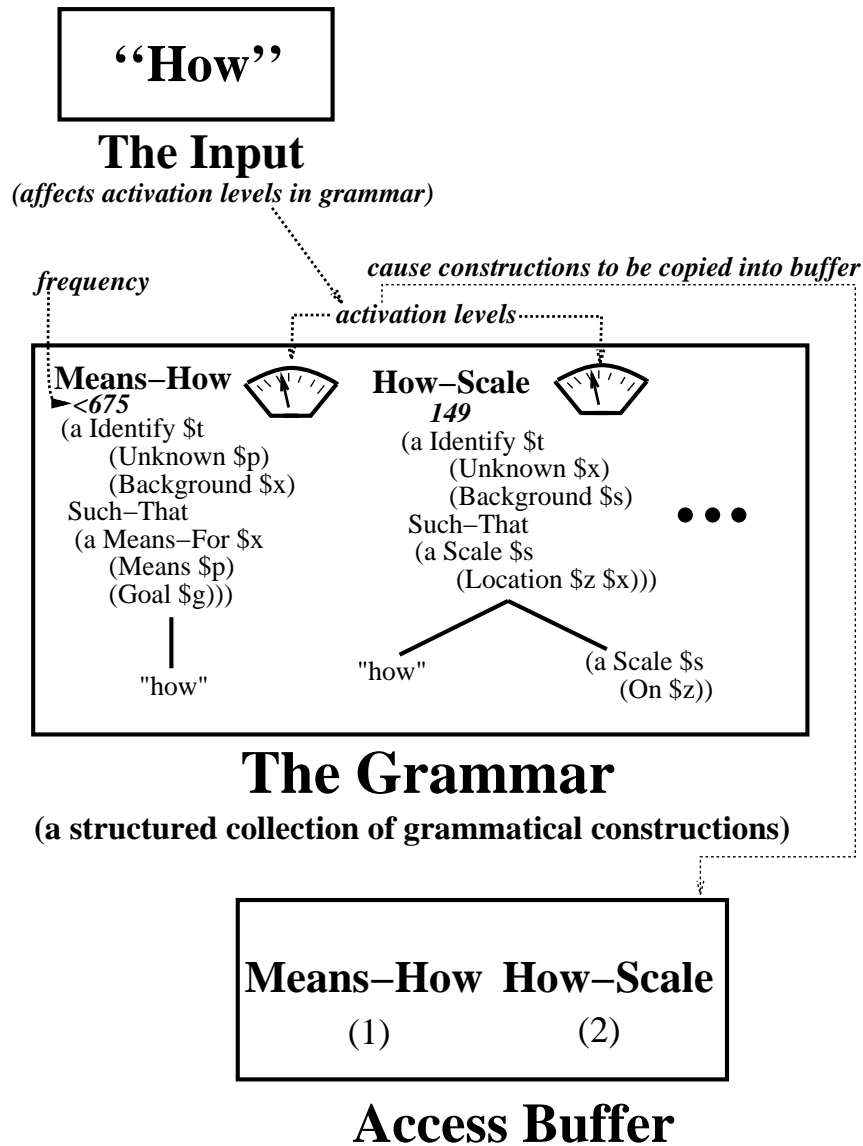 ‘‘How’’
The Input
(affects activation levels in grammar)
cause constructions to be copied into buffer
frequency
activation levels
Means−How
<675
(a Identify $t
(Unknown $p)
(Background $x)
Such−That
(a Means−For $x
(Means $p)
(Goal $g)))
"how"
How−Scale
149
(a Identify $t
(Unknown $x)
(Background $s)
Such−That
(a Scale $s
(Location $z $x)))
"how"
(a Scale $s
(On $z))
The Grammar
(a structured collection of grammatical constructions)
Means−How How−Scale
(1) (2)
Access Buffer